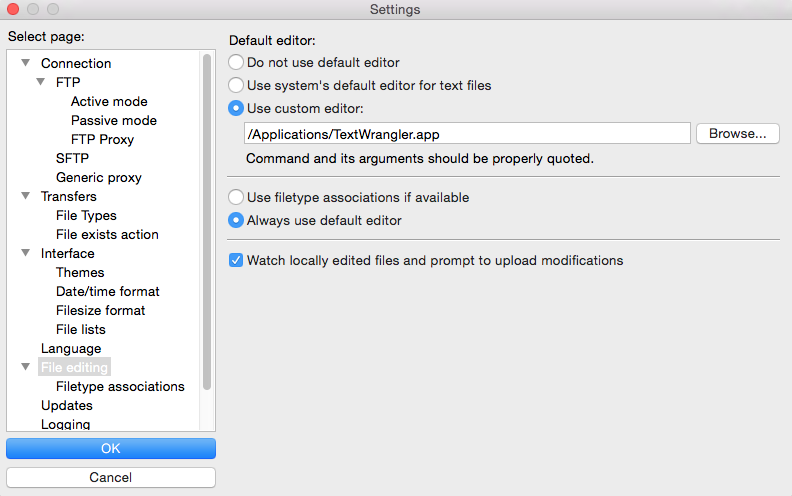 Settings
Select page:
Connection
FTP
Active mode
Passive mode
FTP Proxy
SFTP
Generic proxy
Transfers
File Types
File exists action
Interface
Themes
Date/time format
Filesize format
File lists
Language
File editing
Filetype associations
Updates
Logging
OK
Cancel
Default editor:
Do not use default editor
Use system's default editor for text files
Use custom editor:
/Applications/TextWrangler.app
Browse...
Command and its arguments should be properly quoted.
Use filetype associations if available
Always use default editor
Watch locally edited files and prompt to upload modifications